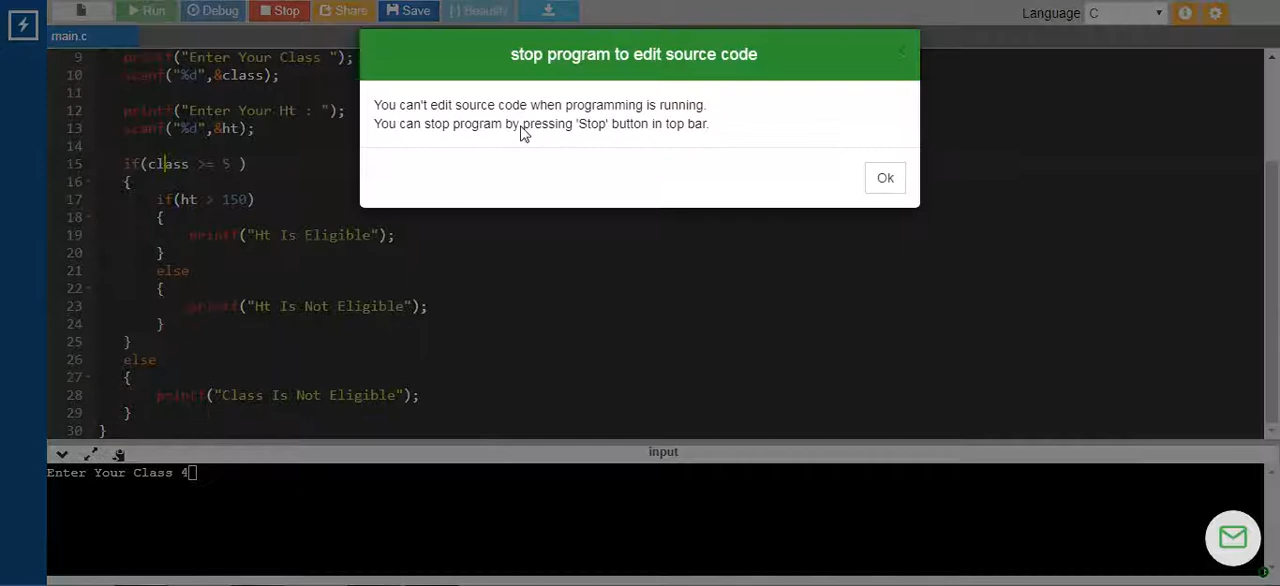 Run Debug Stop Share Save { } Beautify Language C
main.c
stop program to edit source code
You can't edit source code when programming is running.
You can stop program by pressing 'Stop' button in top bar.
Ok
9 printf("Enter Your Class ");
10 scanf("%d",&class);
11
12 printf("Enter Your Ht : ");
13 scanf("%d",&ht);
14
15 if(class >= 5 )
16 {
17 if(ht > 150)
18 {
19 printf("Ht Is Eligible");
20 }
21 else
22 {
23 printf("Ht Is Not Eligible");
24 }
25 }
26 else
27 {
28 printf("Class Is Not Eligible");
29 }
30 }
input
Enter Your Class 4